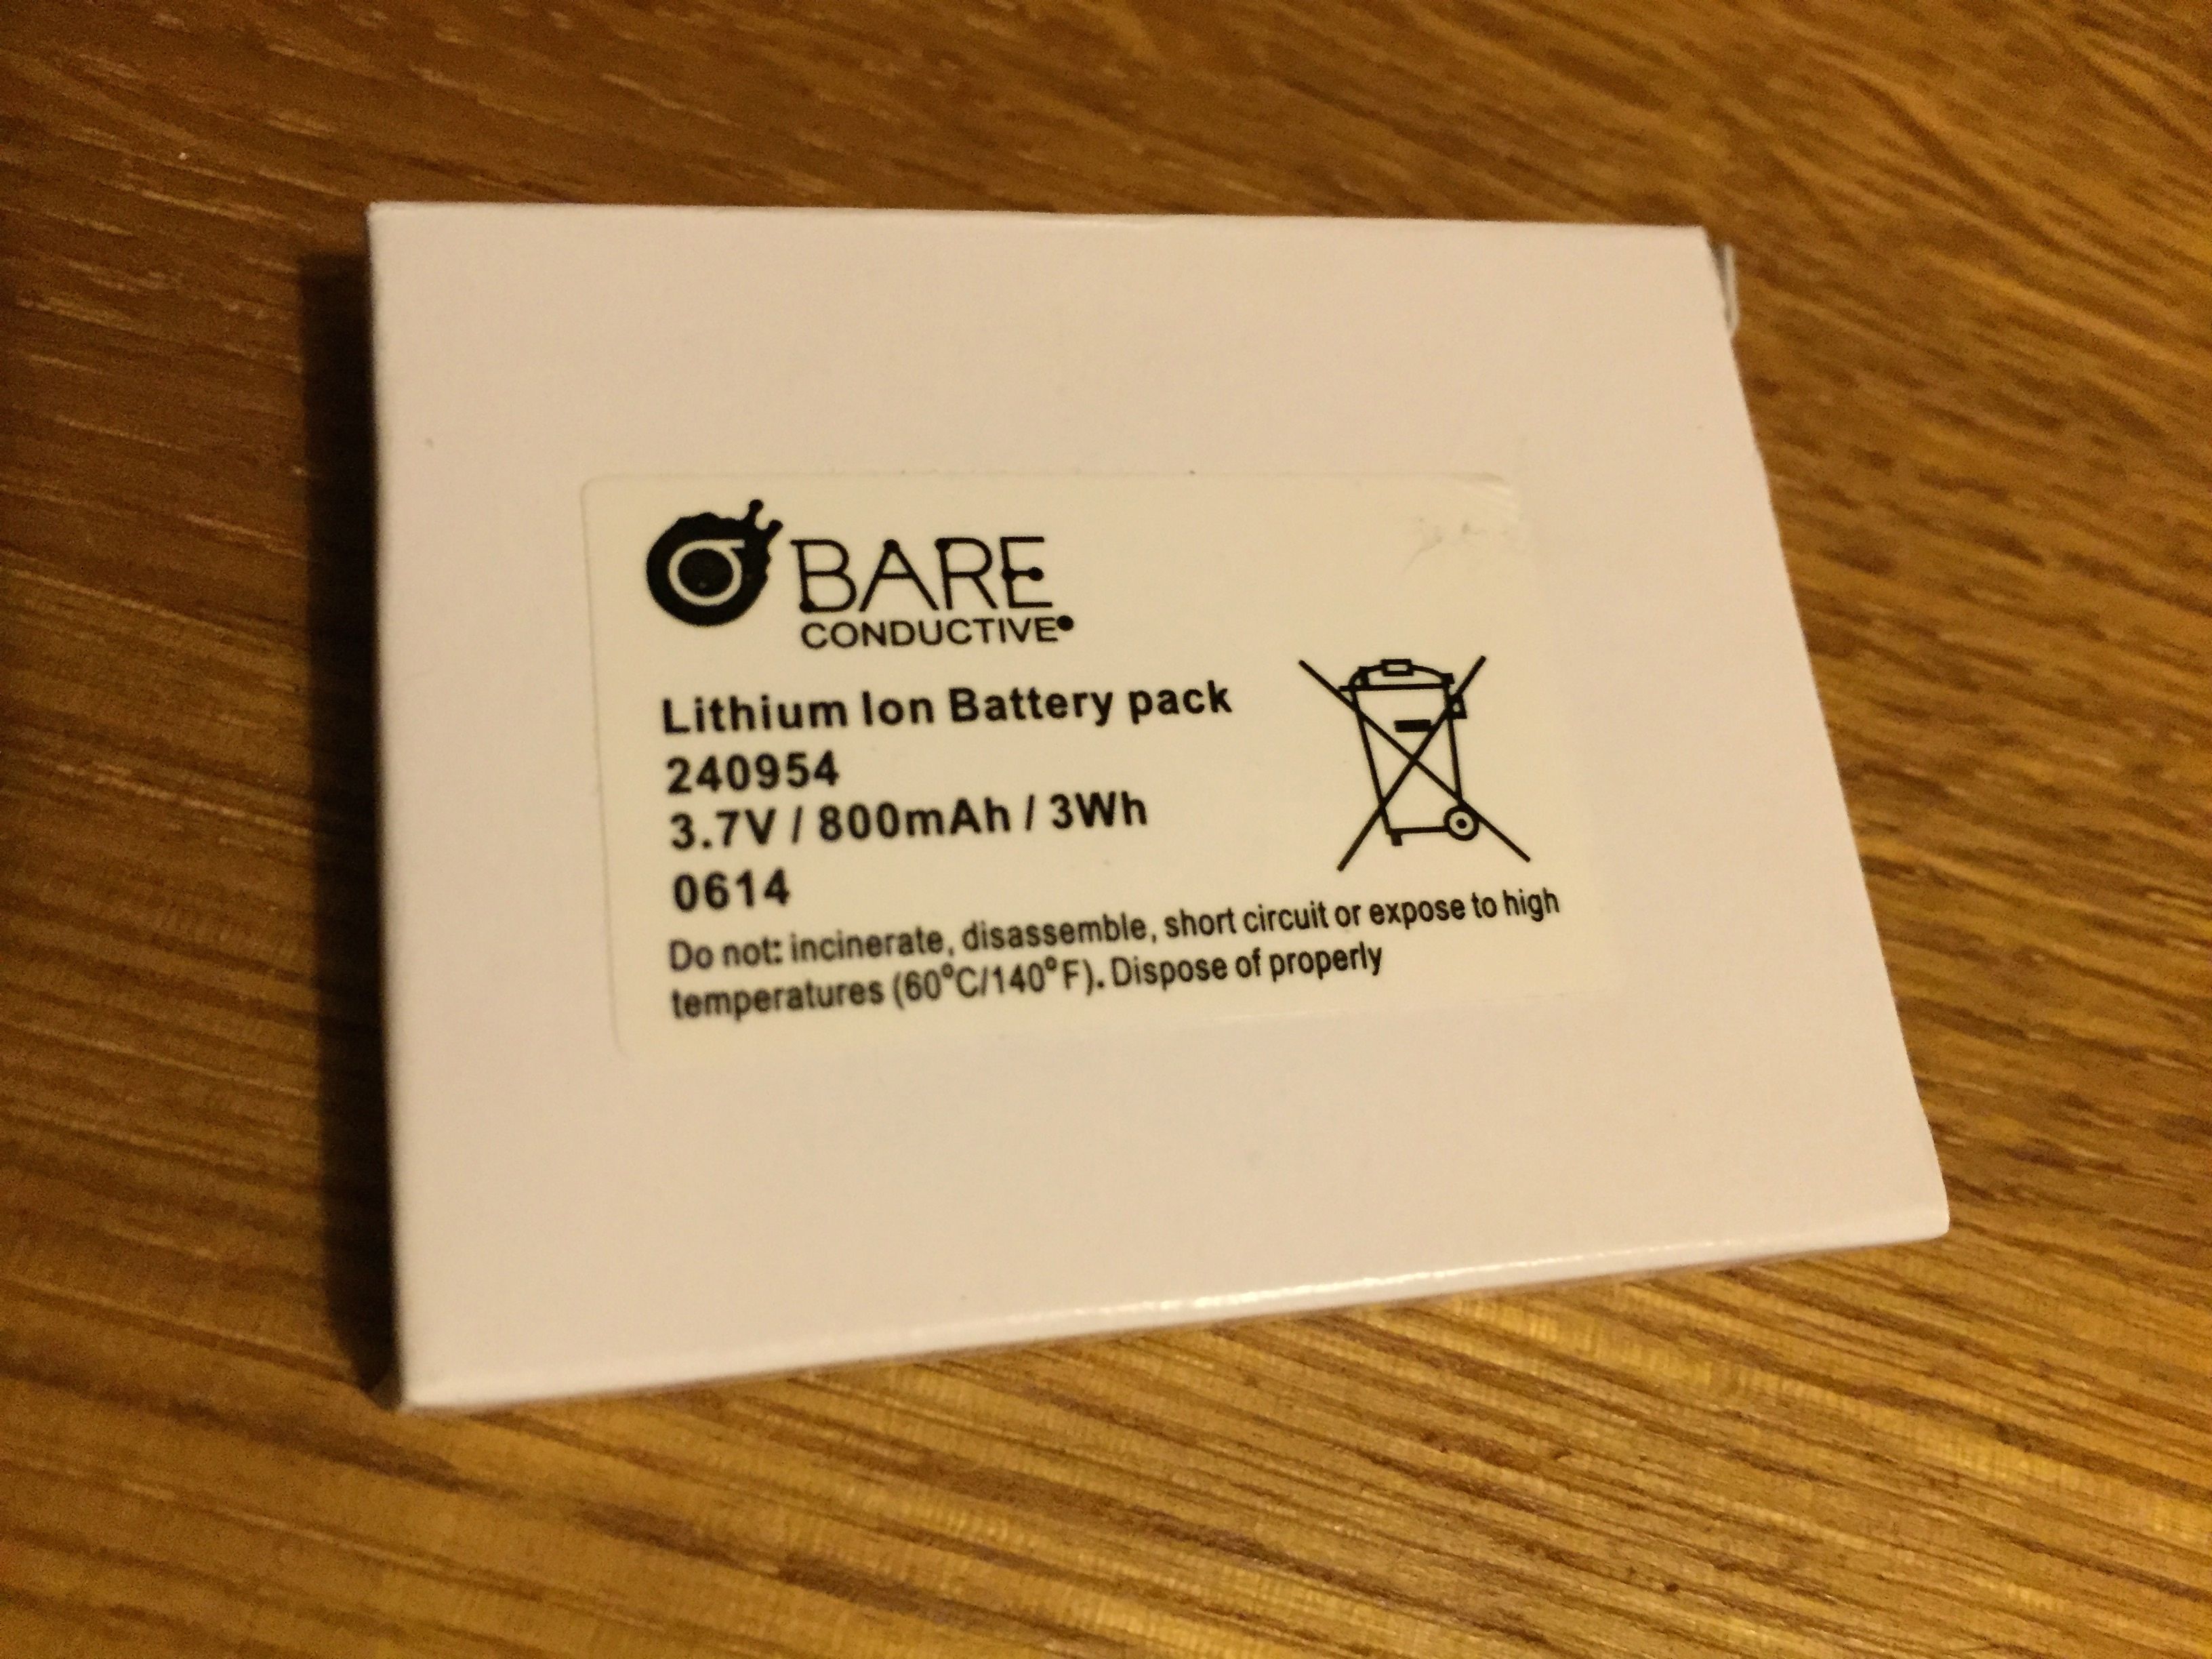 BARE
CONDUCTIVE
Lithium Ion Battery pack
240954
3.7V / 800mAh / 3Wh
0614
Do not: incinerate, disassemble, short circuit or expose to high
temperatures (60°C/140°F). Dispose of properly